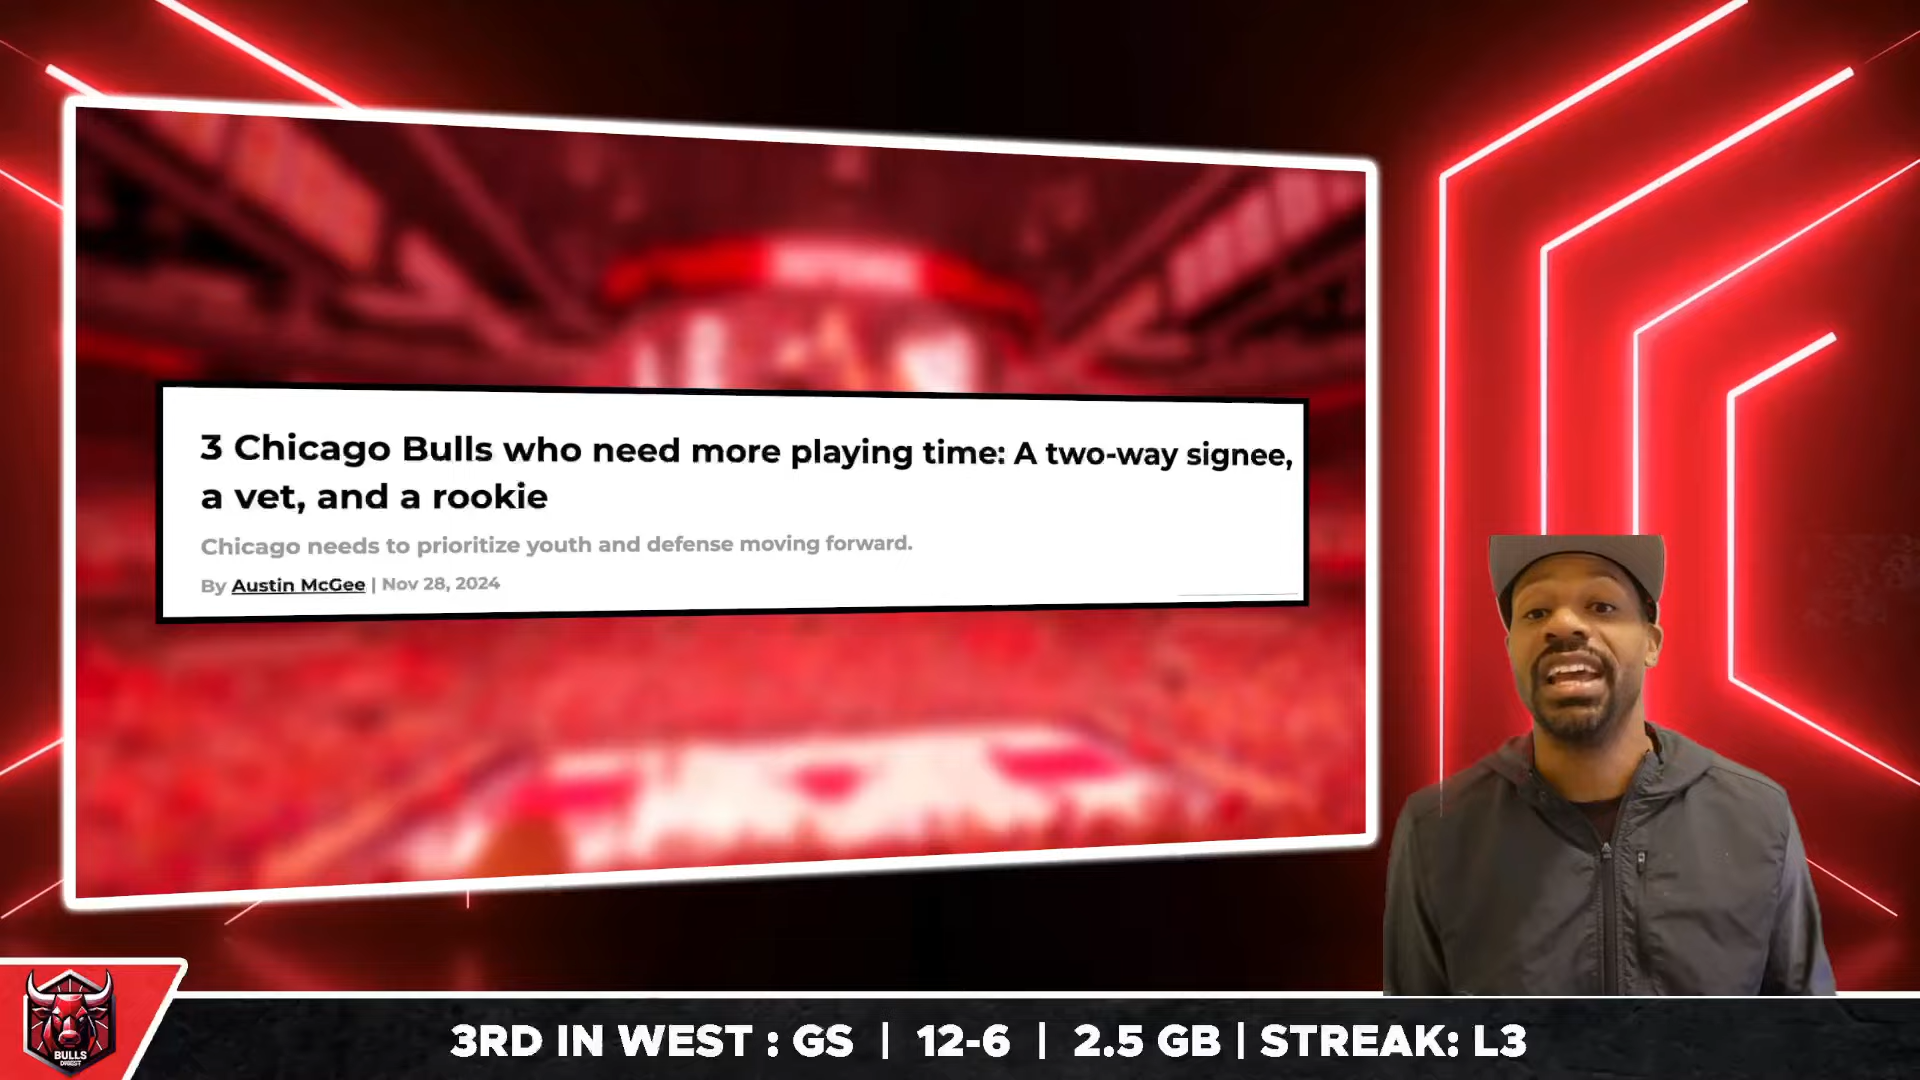 3 Chicago Bulls who need more playing time: A two-way signee,
a vet, and a rookie
Chicago needs to prioritize youth and defense moving forward.
By Austin McGee | Nov 28, 2024
BULLS
DIGEST
3RD IN WEST : GS | 12-6 | 2.5 GB | STREAK: L3